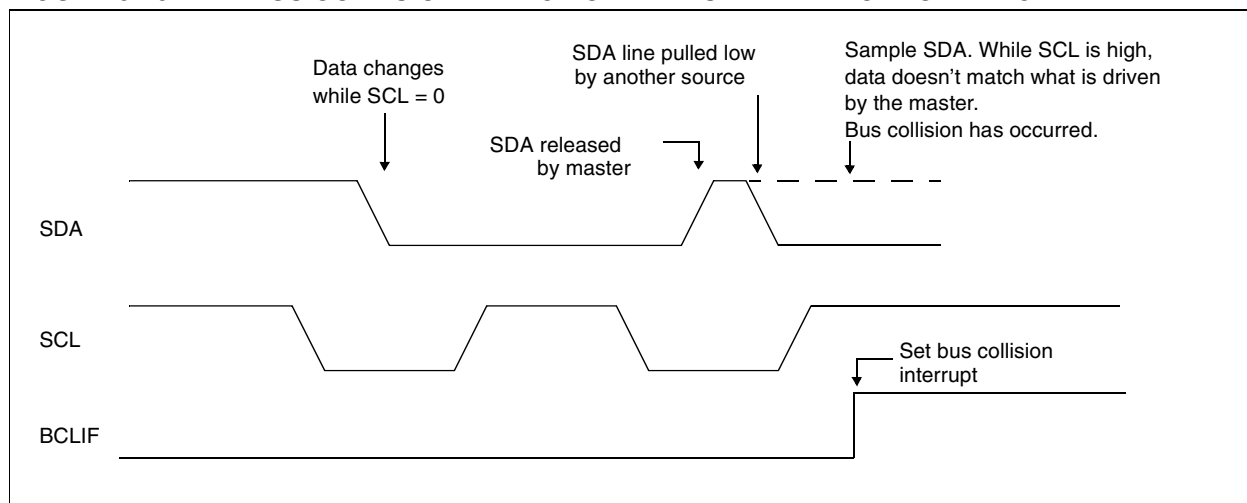 Data changes
while SCL = 0
SDA line pulled low
by another source
Sample SDA. While SCL is high,
data doesn't match what is driven
by the master.
Bus collision has occurred.
SDA released
by master
SDA
SCL
Set bus collision
interrupt
BCLIF